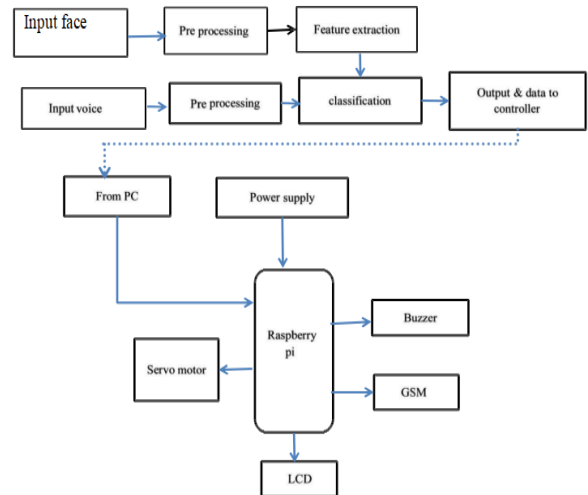 Input face
Pre processing
Feature extraction
Input voice
Pre processing
classification
Output & data to
controller
From PC
Power supply
Raspberry
pi
Buzzer
Servo motor
GSM
LCD